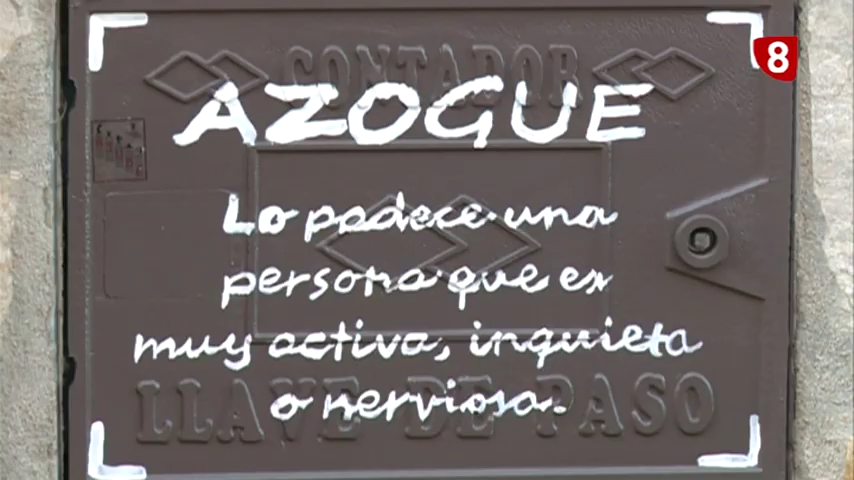 8
CONTADOR
AZOGUE
Lo padece una
persona que es
muy activa, inquieta
o nerviosa.
LLAVE DE PASO